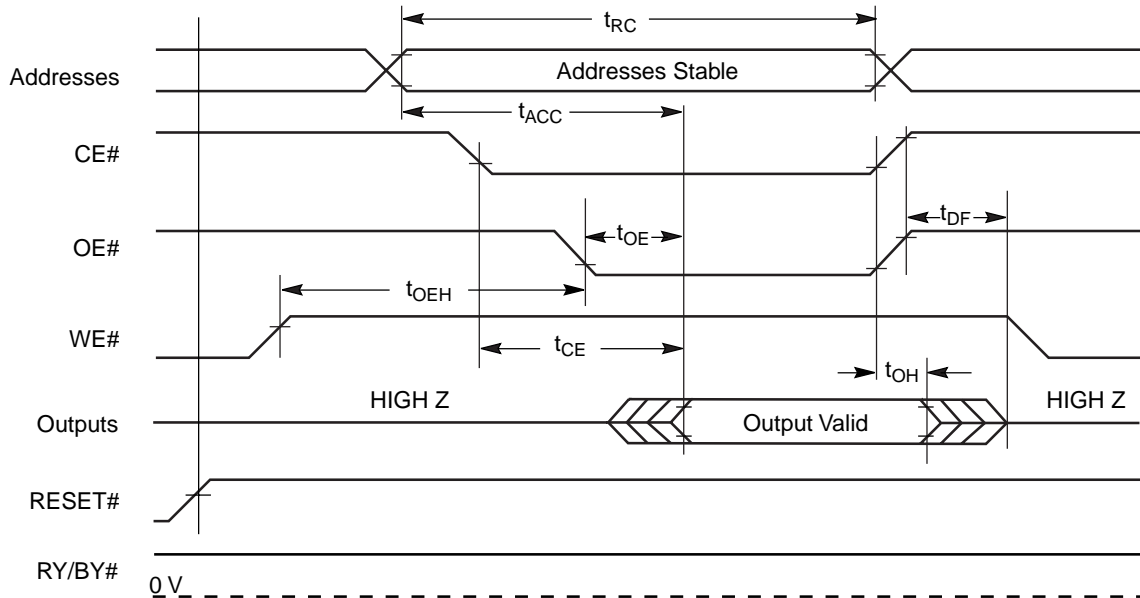 tRC
Addresses
Addresses Stable
tACC
CE#
tDF
OE#
tOE
tOEH
WE#
tCE
tOH
HIGH Z
HIGH Z
Outputs
Output Valid
RESET#
RY/BY#
0 V